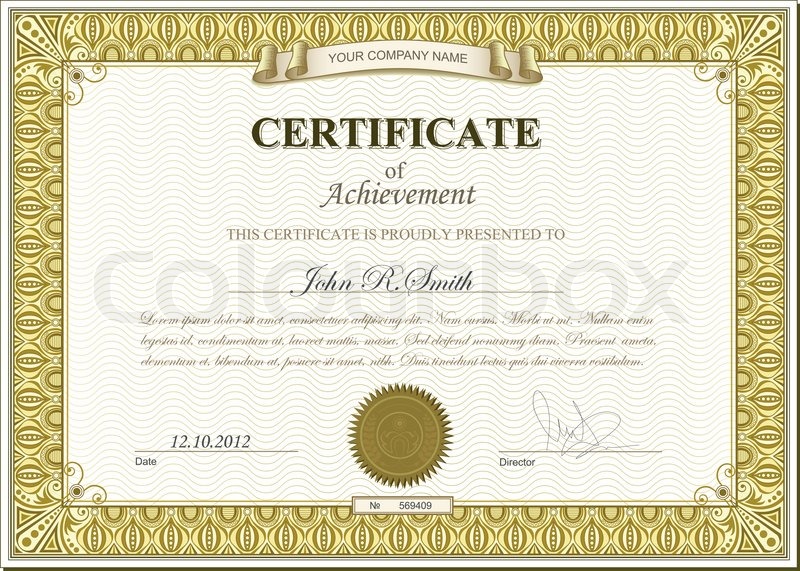 YOUR COMPANY NAME
CERTIFICATE
of
Achievement
THIS CERTIFICATE IS PROUDLY PRESENTED TO
John R. Smith
colourbox
Lorem ipsum dolor sit amet, consectetuer adipiscing elit. Nam cursus. Morbi ut mi. Nullam enim
legestas id, condimentum at, laoreet mattis, massa. Sed eleifend nonummy diam. Praesent ameta,
elementum et, bibendum at, posuere sit amet, nibh. Duis tincidunt lectus quis dui viverra vestibulum.
12.10.2012
Date
Director
№ 569409